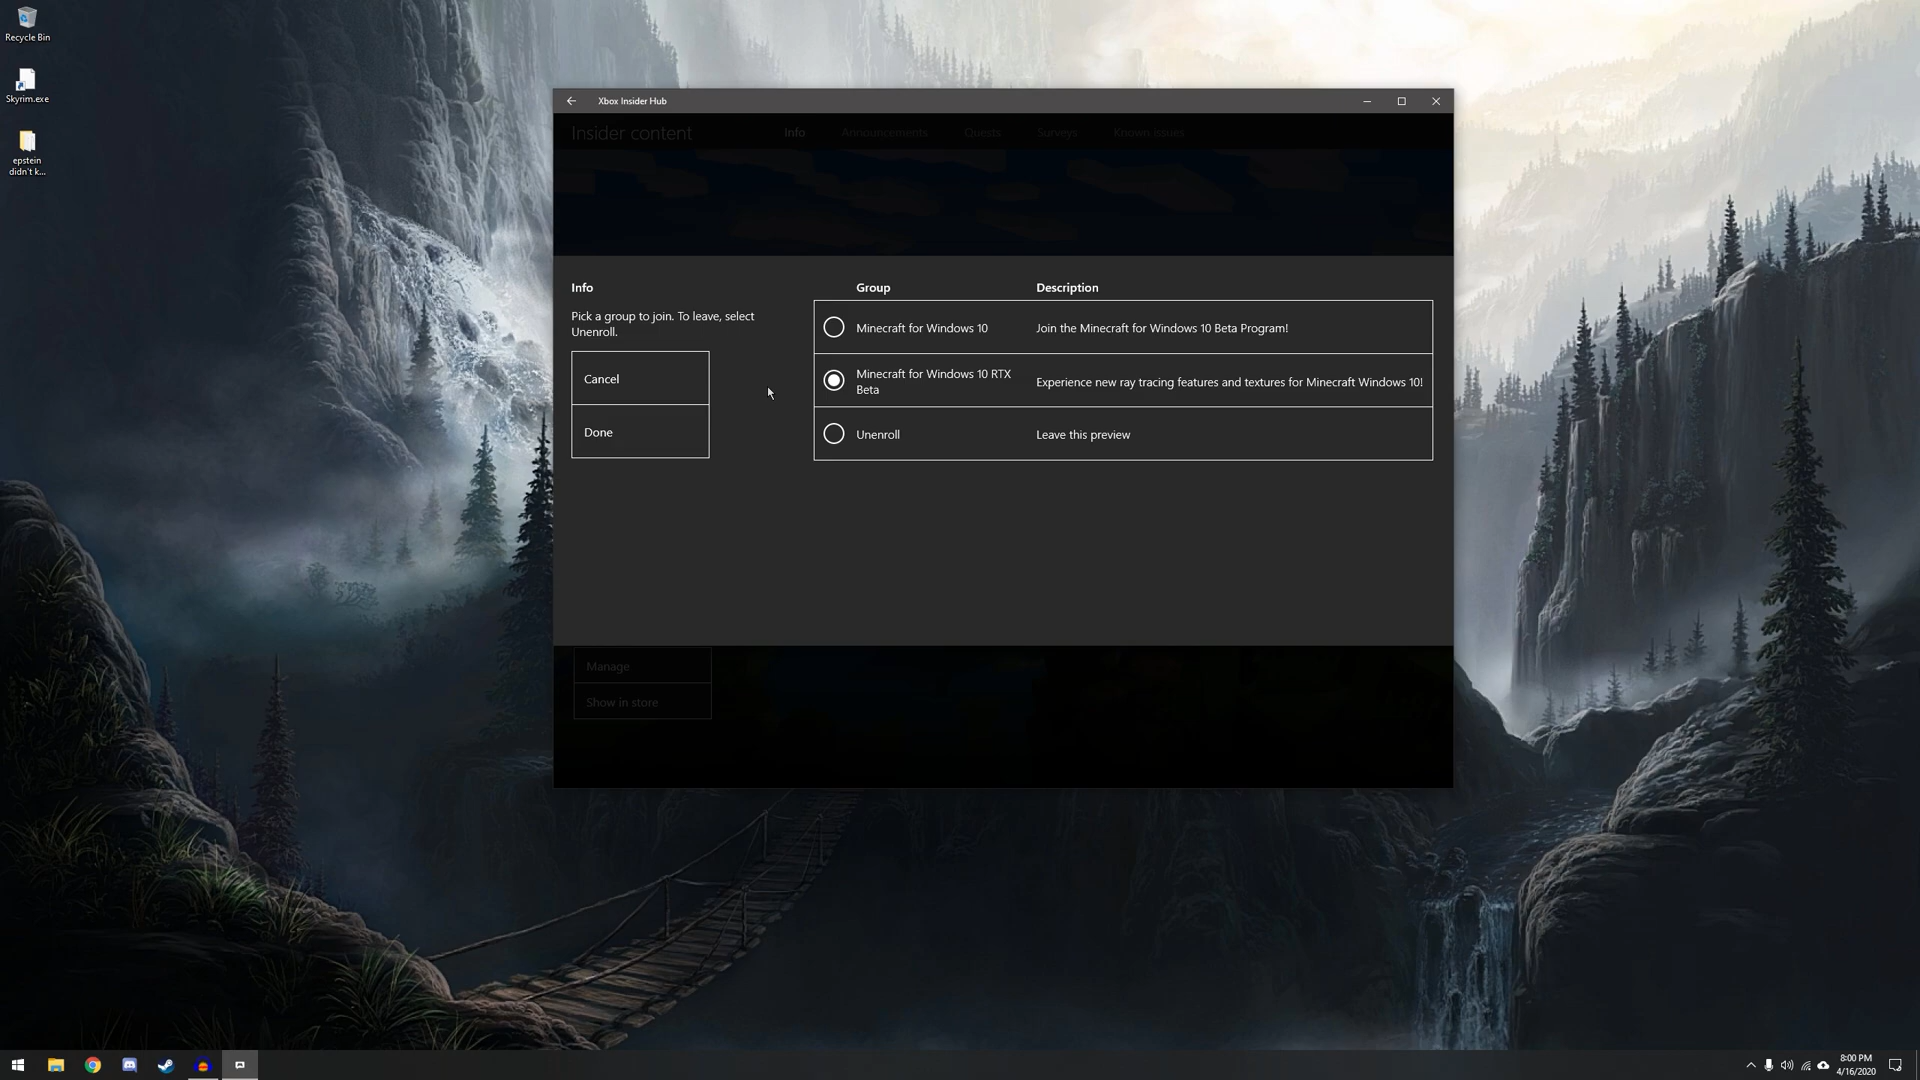 Recycle Bin
Skyrim.exe
epstein
didn't k...
Xbox Insider Hub
Insider content
Info
Announcements
Quests
Surveys
Known issues
Info
Pick a group to join. To leave, select
Unenroll.
Cancel
Done
Group
Description
Minecraft for Windows 10
Join the Minecraft for Windows 10 Beta Program!
Minecraft for Windows 10 RTX
Beta
Experience new ray tracing features and textures for Minecraft Windows 10!
Unenroll
Leave this preview
Manage
Show in store
8:00 PM
4/16/2020